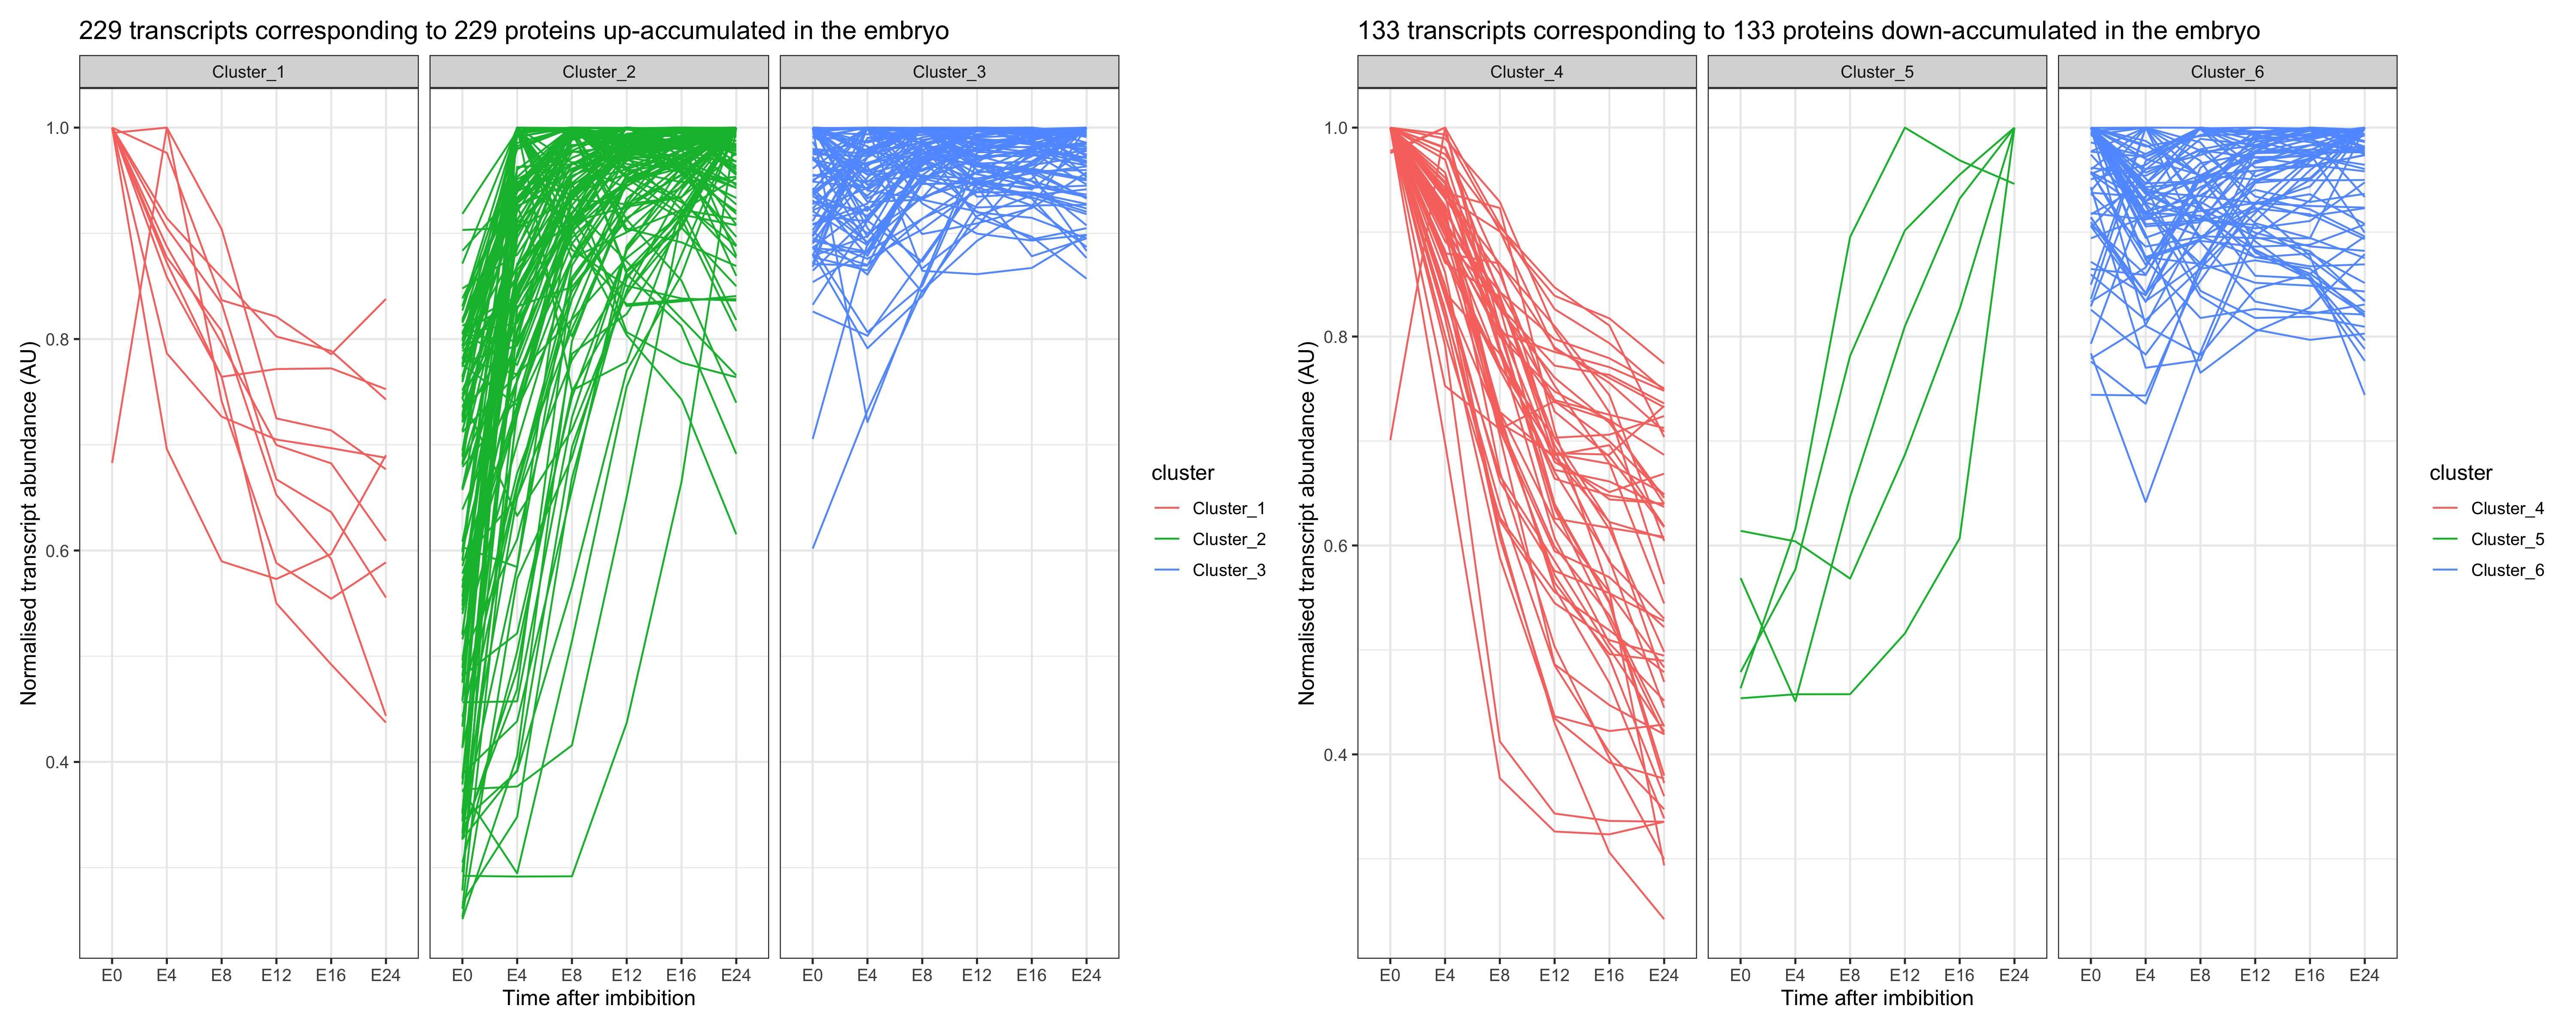 229 transcripts corresponding to 229 proteins up-accumulated in the embryo
Cluster_1 Cluster_2 Cluster_3
Normalised transcript abundance (AU)
1.0
0.8
0.6
0.4
E0 E4 E8 E12 E16 E24 E0 E4 E8 E12 E16 E24 E0 E4 E8 E12 E16 E24
Time after imbibition
cluster
Cluster_1
Cluster_2
Cluster_3
133 transcripts corresponding to 133 proteins down-accumulated in the embryo
Cluster_4 Cluster_5 Cluster_6
Normalised transcript abundance (AU)
1.0
0.8
0.6
0.4
E0 E4 E8 E12 E16 E24 E0 E4 E8 E12 E16 E24 E0 E4 E8 E12 E16 E24
Time after imbibition
cluster
Cluster_4
Cluster_5
Cluster_6